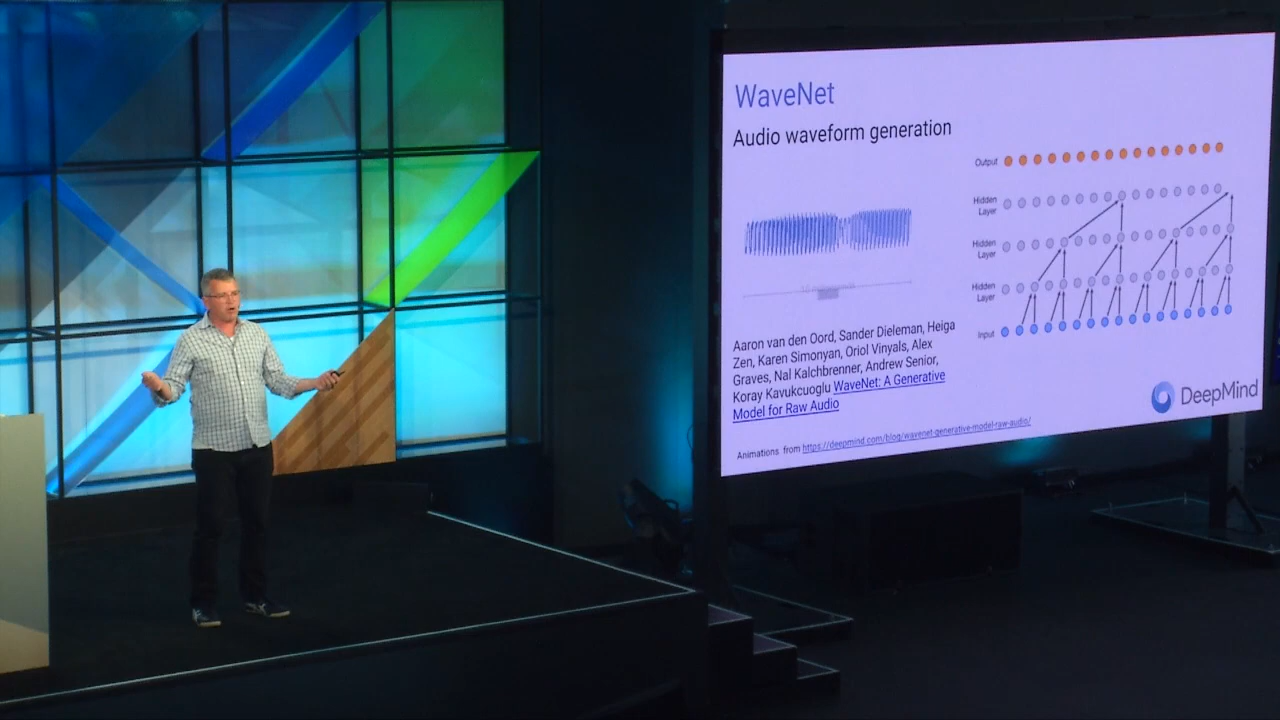 WaveNet
Audio waveform generation
Output
Hidden
Layer
Hidden
Layer
Hidden
Layer
Input
Aaron van den Oord, Sander Dieleman, Heiga
Zen, Karen Simonyan, Oriol Vinyals, Alex
Graves, Nal Kalchbrenner, Andrew Senior,
Koray Kavukcuoglu WaveNet: A Generative
Model for Raw Audio
DeepMind
Animations from https://deepmind.com/blog/wavenet-generative-model-raw-audio/